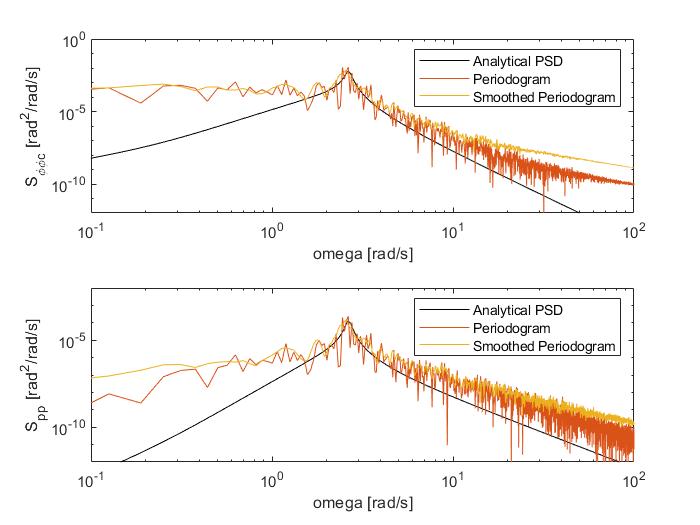 10^0
10^-5
10^-10
S_φφc [rad^2/rad/s]
Analytical PSD
Periodogram
Smoothed Periodogram
10^-1 10^0 10^1 10^2
omega [rad/s]
10^-5
10^-10
S_pp [rad^2/rad/s]
Analytical PSD
Periodogram
Smoothed Periodogram
10^-1 10^0 10^1 10^2
omega [rad/s]